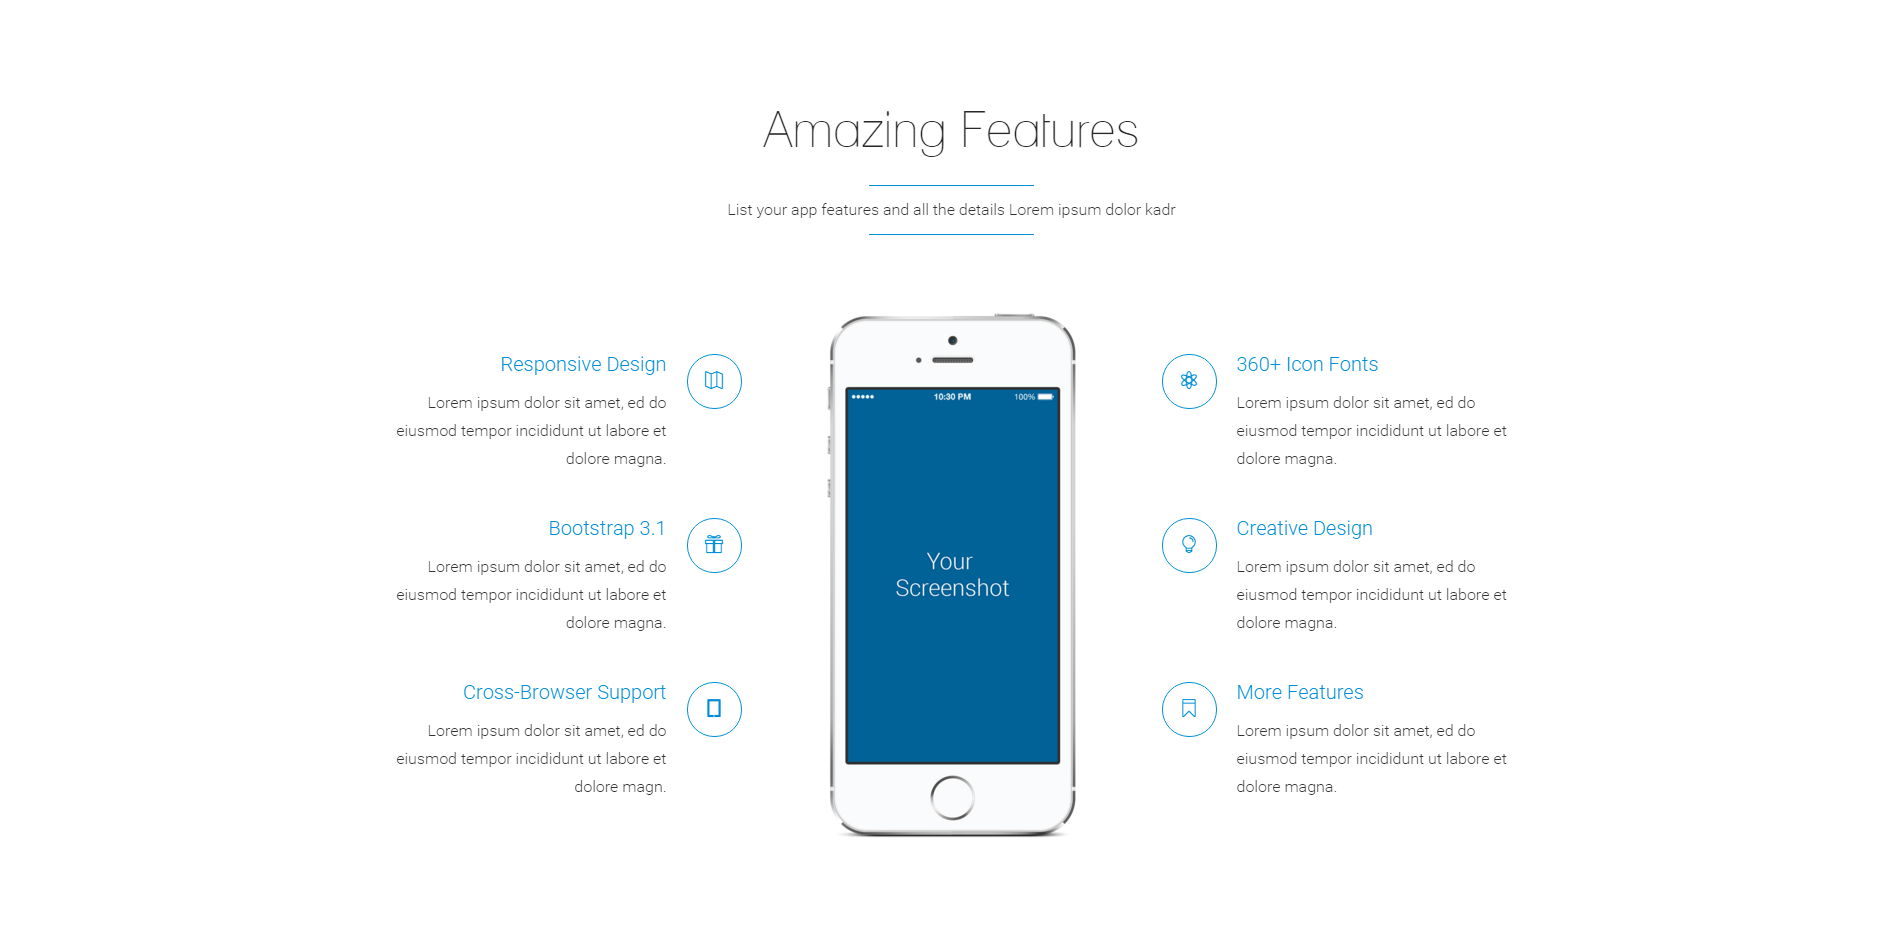 Amazing Features
List your app features and all the details Lorem ipsum dolor kadr
Responsive Design
Lorem ipsum dolor sit amet, ed do
eiusmod tempor incididunt ut labore et
dolore magna.
Bootstrap 3.1
Lorem ipsum dolor sit amet, ed do
eiusmod tempor incididunt ut labore et
dolore magna.
Cross-Browser Support
Lorem ipsum dolor sit amet, ed do
eiusmod tempor incididunt ut labore et
dolore magn.
10:30 PM
100%
Your
Screenshot
360+ Icon Fonts
Lorem ipsum dolor sit amet, ed do
eiusmod tempor incididunt ut labore et
dolore magna.
Creative Design
Lorem ipsum dolor sit amet, ed do
eiusmod tempor incididunt ut labore et
dolore magna.
More Features
Lorem ipsum dolor sit amet, ed do
eiusmod tempor incididunt ut labore et
dolore magna.